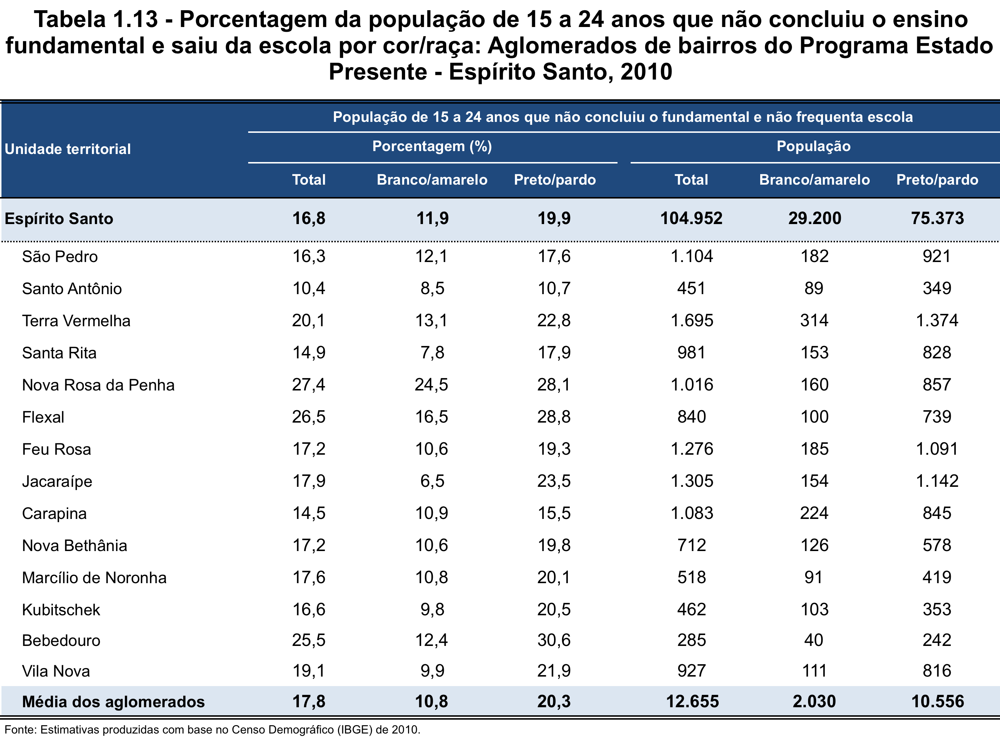 Tabela 1.13 - Porcentagem da população de 15 a 24 anos que não concluiu o ensino
fundamental e saiu da escola por cor/raça: Aglomerados de bairros do Programa Estado
Presente - Espírito Santo, 2010
População de 15 a 24 anos que não concluiu o fundamental e não frequenta escola
Unidade territorial
Porcentagem (%) População
Total Branco/amarelo Preto/pardo Total Branco/amarelo Preto/pardo
Espírito Santo 16,8 11,9 19,9 104.952 29.200 75.373
São Pedro 16,3 12,1 17,6 1.104 182 921
Santo Antônio 10,4 8,5 10,7 451 89 349
Terra Vermelha 20,1 13,1 22,8 1.695 314 1.374
Santa Rita 14,9 7,8 17,9 981 153 828
Nova Rosa da Penha 27,4 24,5 28,1 1.016 160 857
Flexal 26,5 16,5 28,8 840 100 739
Feu Rosa 17,2 10,6 19,3 1.276 185 1.091
Jacaraípe 17,9 6,5 23,5 1.305 154 1.142
Carapina 14,5 10,9 15,5 1.083 224 845
Nova Bethânia 17,2 10,6 19,8 712 126 578
Marcílio de Noronha 17,6 10,8 20,1 518 91 419
Kubitschek 16,6 9,8 20,5 462 103 353
Bebedouro 25,5 12,4 30,6 285 40 242
Vila Nova 19,1 9,9 21,9 927 111 816
Média dos aglomerados 17,8 10,8 20,3 12.655 2.030 10.556
Fonte: Estimativas produzidas com base no Censo Demográfico (IBGE) de 2010.